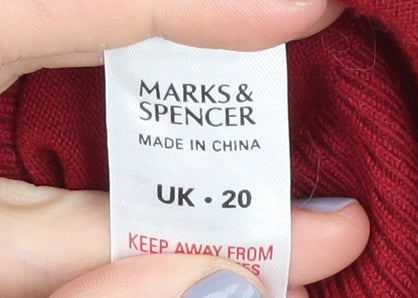 MARKS &
SPENCER
MADE IN CHINA
UK • 20
KEEP AWAY FROM